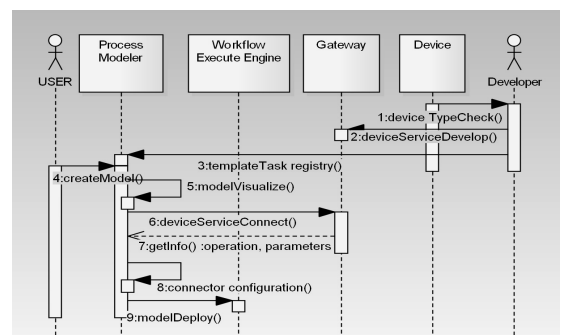 Process
Modeler
Workflow
Execute Engine
Gateway
Device
USER
Developer
1:device TypeCheck()
2:deviceServiceDevelop()
3:templateTask registry()
4:createModel()
5:modelVisualize()
6:deviceServiceConnect()
7:getInfo() :operation, parameters
8:connector configuration()
9:modelDeploy()